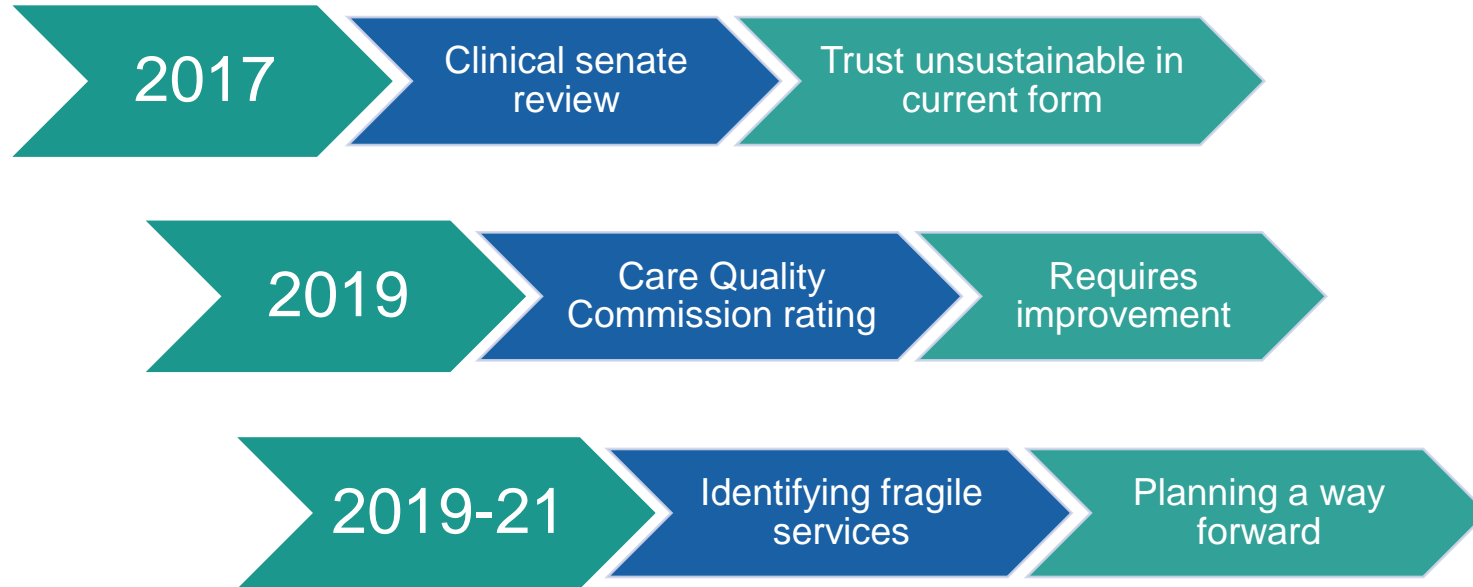 2017
Clinical senate
review
Trust unsustainable in
current form
2019
Care Quality
Commission rating
Requires
improvement
2019-21
Identifying fragile
services
Planning a way
forward